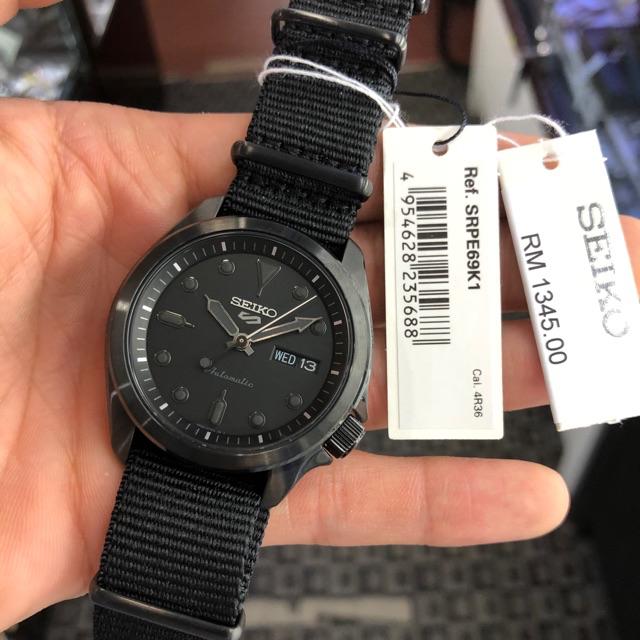 SEIKO
5
WED 13
Automatic
Ref. SRPE69K1
4 954628 235688
Cal. 4R36
SEIKO
RM 1345.00